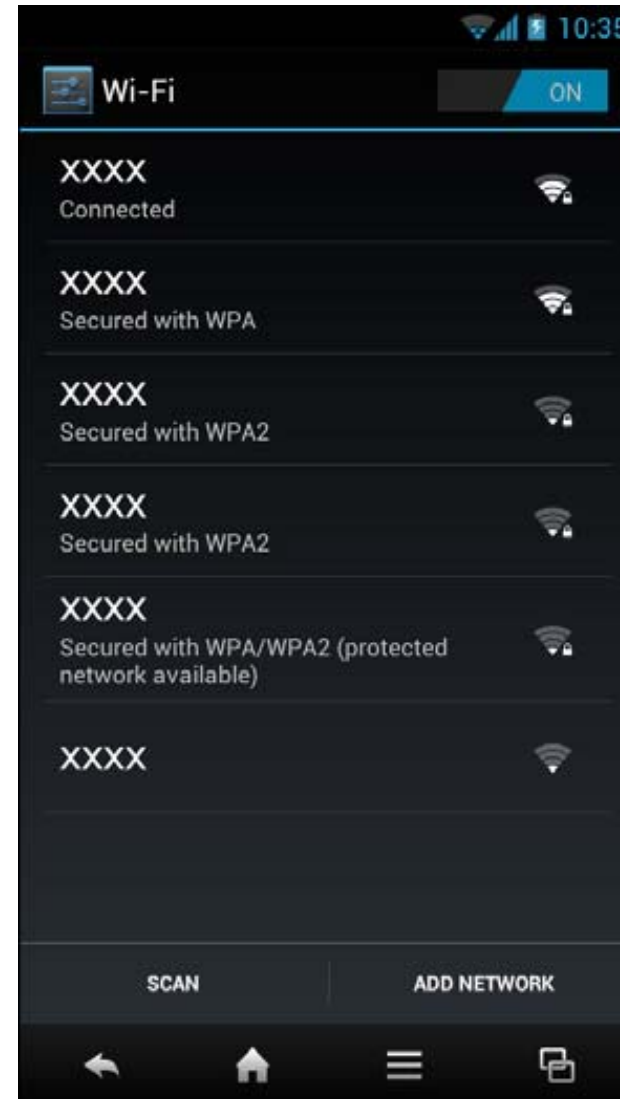 10:35
Wi-Fi
ON
XXXX
Connected
XXXX
Secured with WPA
XXXX
Secured with WPA2
XXXX
Secured with WPA2
XXXX
Secured with WPA/WPA2 (protected
network available)
XXXX
SCAN
ADD NETWORK